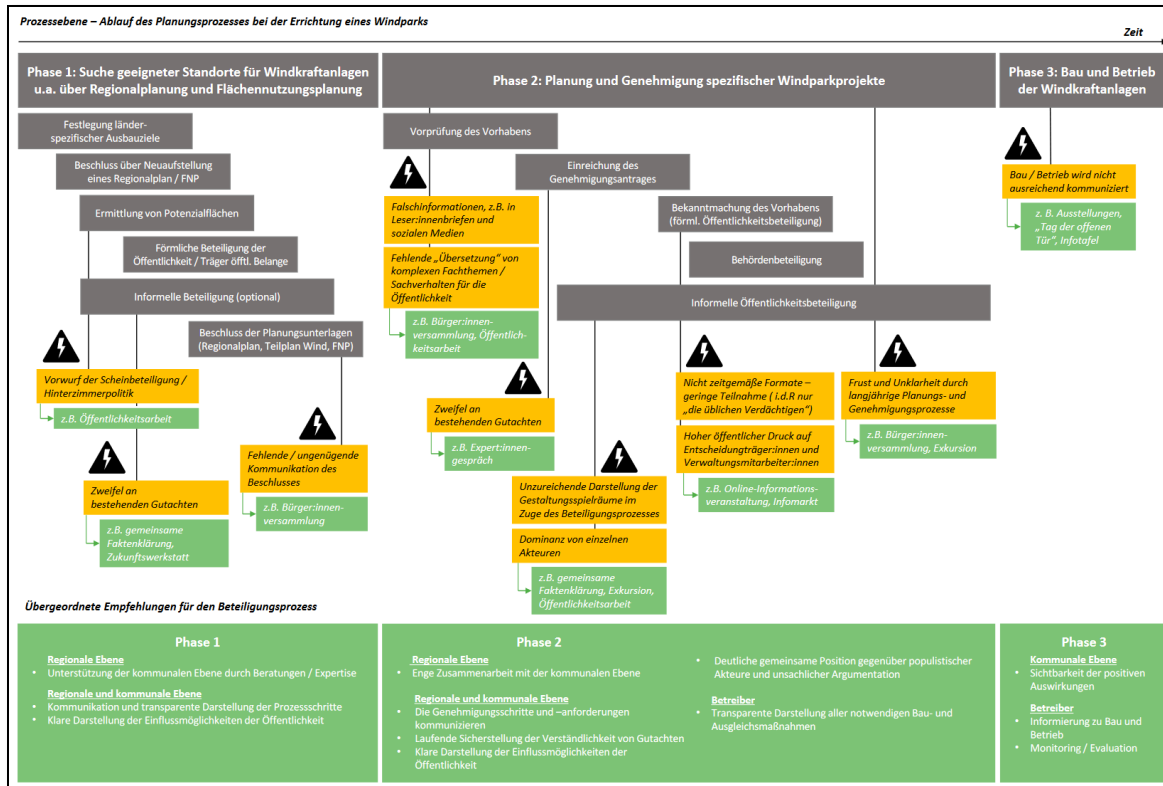 Prozessebene – Ablauf des Planungsprozesses bei der Errichtung eines Windparks
Zeit
Phase 1: Suche geeigneter Standorte für Windkraftanlagen
u.a. über Regionalplanung und Flächennutzungsplanung
Festlegung länder-
spezifischer Ausbauziele
Beschluss über Neuaufstellung
eines Regionalplan / FNP
Ermittlung von Potenzialflächen
Förmliche Beteiligung der
Öffentlichkeit / Träger öfftl. Belange
Informelle Beteiligung (optional)
Beschluss der Planungsunterlagen
(Regionalplan, Teilplan Wind, FNP)
Vorwurf der Scheinbeteiligung /
Hinterzimmerpolitik
z.B. Öffentlichkeitsarbeit
Zweifel an
bestehenden Gutachten
z.B. gemeinsame
Faktenklärung,
Zukunftswerkstatt
Fehlende / ungenügende
Kommunikation des
Beschlusses
z.B. Bürger:innen-
versammlung
Phase 2: Planung und Genehmigung spezifischer Windparkprojekte
Vorprüfung des Vorhabens
Einreichung des
Genehmigungsantrages
Bekanntmachung des Vorhabens
(förml. Öffentlichkeitsbeteiligung)
Behördenbeteiligung
Informelle Öffentlichkeitsbeteiligung
Falschinformationen, z.B. in
Leser:innenbriefen und
sozialen Medien
Fehlende „Übersetzung“ von
komplexen Fachthemen /
Sachverhalten für die
Öffentlichkeit
z.B. Bürger:innen-
versammlung, Öffentlich-
keitsarbeit
Zweifel an
bestehenden Gutachten
z.B. Expert:innen-
gespräch
Unzureichende Darstellung der
Gestaltungsspielräume im
Zuge des Beteiligungsprozesses
Dominanz von einzelnen
Akteuren
z.B. gemeinsame
Faktenklärung, Exkursion,
Öffentlichkeitsarbeit
Nicht zeitgemäße Formate –
geringe Teilnahme ( i.d.R nur
„die üblichen Verdächtigen“)
Hoher öffentlicher Druck auf
Entscheidungträger:innen und
Verwaltungsmitarbeiter:innen
z.B. Online-Informations-
veranstaltung, Infomarkt
Frust und Unklarheit durch
langjährige Planungs- und
Genehmigungsprozesse
z.B. Bürger:innen-
versammlung, Exkursion
Phase 3: Bau und Betrieb
der Windkraftanlagen
Bau / Betrieb wird nicht
ausreichend kommuniziert
z. B. Ausstellungen,
„Tag der offenen
Tür“, Infotafel
Übergeordnete Empfehlungen für den Beteiligungsprozess
Phase 1
Regionale Ebene
• Unterstützung der kommunalen Ebene durch Beratungen / Expertise
Regionale und kommunale Ebene
• Kommunikation und transparente Darstellung der Prozessschritte
• Klare Darstellung der Einflussmöglichkeiten der Öffentlichkeit
Phase 2
Regionale Ebene
• Enge Zusammenarbeit mit der kommunalen Ebene
Regionale und kommunale Ebene
• Die Genehmigungsschritte und –anforderungen
kommunizieren
• Laufende Sicherstellung der Verständlichkeit von Gutachten
• Klare Darstellung der Einflussmöglichkeiten der
Öffentlichkeit
• Deutliche gemeinsame Position gegenüber populistischer
Akteure und unsachlicher Argumentation
Betreiber
• Transparente Darstellung aller notwendigen Bau- und
Ausgleichsmaßnahmen
Phase 3
Kommunale Ebene
• Sichtbarkeit der positiven
Auswirkungen
Betreiber
• Informierung zu Bau und
Betrieb
• Monitoring / Evaluation